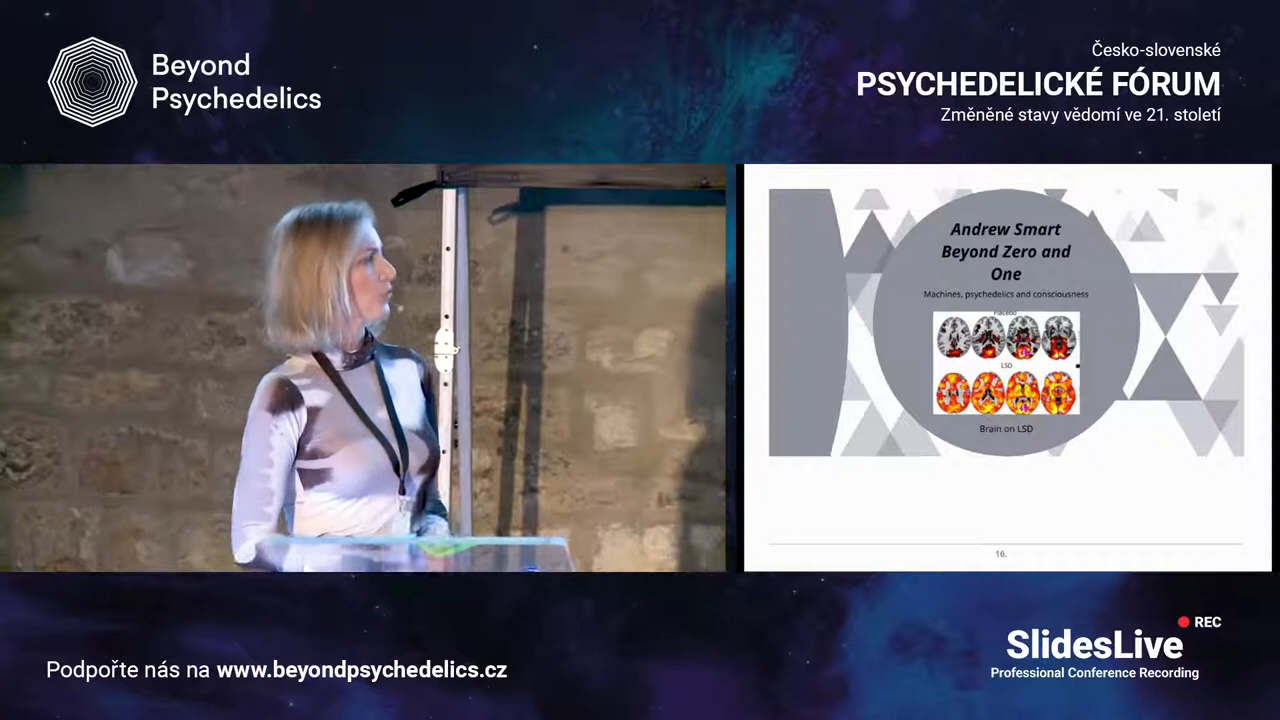 Beyond
Psychedelics
Česko-slovenské
PSYCHEDELICKÉ FÓRUM
Změněné stavy vědomí ve 21. století
Andrew Smart
Beyond Zero and
One
Machines, psychedelics and consciousness
Placebo
LSD
Brain on LSD
16.
Podpořte nás na www.beyondpsychedelics.cz
REC
SlidesLive
Professional Conference Recording